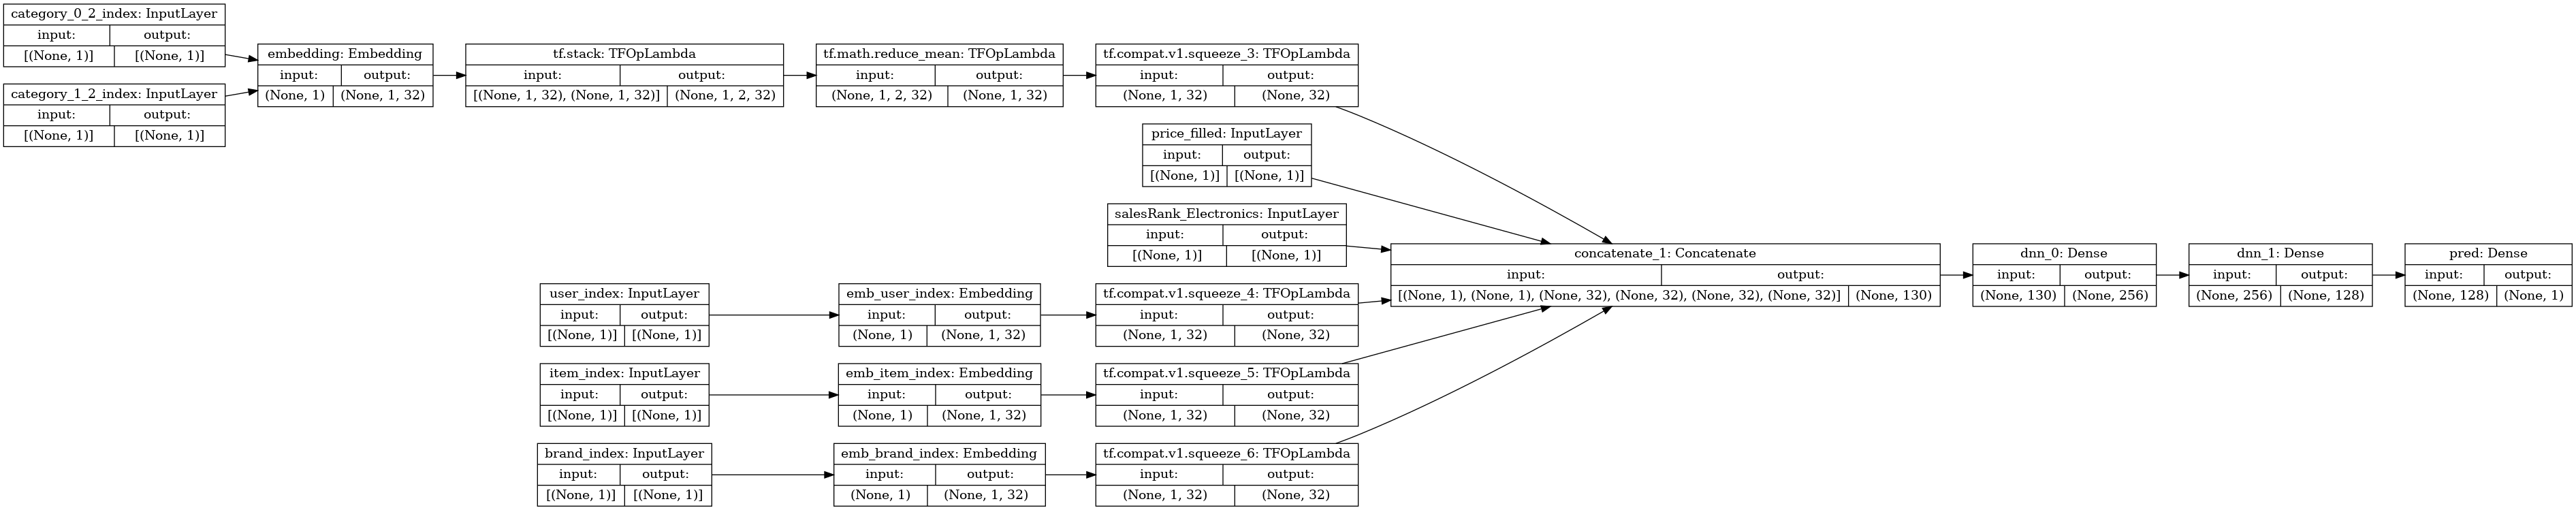 category_0_2_index: InputLayer
input: output:
[(None, 1)] [(None, 1)]
category_1_2_index: InputLayer
input: output:
[(None, 1)] [(None, 1)]
embedding: Embedding
input: output:
(None, 1) (None, 1, 32)
tf.stack: TFOpLambda
input: output:
[(None, 1, 32), (None, 1, 32)] (None, 1, 2, 32)
tf.math.reduce_mean: TFOpLambda
input: output:
(None, 1, 2, 32) (None, 1, 32)
tf.compat.v1.squeeze_3: TFOpLambda
input: output:
(None, 1, 32) (None, 32)
price_filled: InputLayer
input: output:
[(None, 1)] [(None, 1)]
salesRank_Electronics: InputLayer
input: output:
[(None, 1)] [(None, 1)]
user_index: InputLayer
input: output:
[(None, 1)] [(None, 1)]
emb_user_index: Embedding
input: output:
(None, 1) (None, 1, 32)
tf.compat.v1.squeeze_4: TFOpLambda
input: output:
(None, 1, 32) (None, 32)
item_index: InputLayer
input: output:
[(None, 1)] [(None, 1)]
emb_item_index: Embedding
input: output:
(None, 1) (None, 1, 32)
tf.compat.v1.squeeze_5: TFOpLambda
input: output:
(None, 1, 32) (None, 32)
brand_index: InputLayer
input: output:
[(None, 1)] [(None, 1)]
emb_brand_index: Embedding
input: output:
(None, 1) (None, 1, 32)
tf.compat.v1.squeeze_6: TFOpLambda
input: output:
(None, 1, 32) (None, 32)
concatenate_1: Concatenate
input: output:
[(None, 1), (None, 1), (None, 32), (None, 32), (None, 32), (None, 32)] (None, 130)
dnn_0: Dense
input: output:
(None, 130) (None, 256)
dnn_1: Dense
input: output:
(None, 256) (None, 128)
pred: Dense
input: output:
(None, 128) (None, 1)